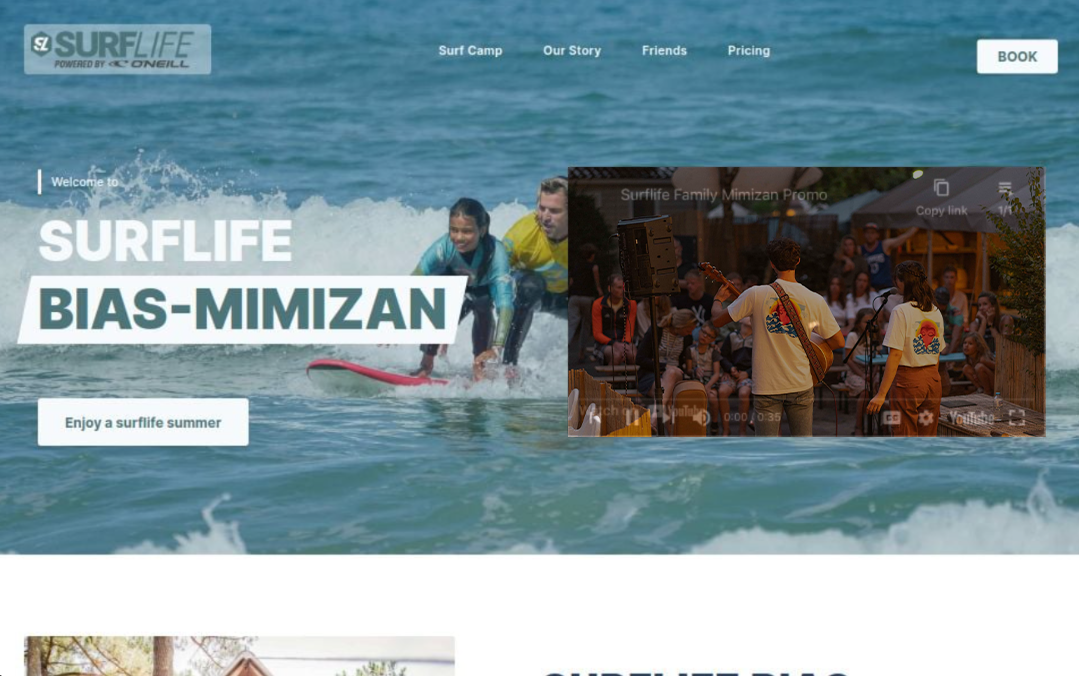 SL SURFLIFE
POWERED BY O'NEILL
Surf Camp
Our Story
Friends
Pricing
BOOK
Welcome to
SURFLIFE
BIAS-MIMIZAN
Enjoy a surflife summer
Surflife Family Mimizan Promo
Copy link
1/1
Watch on YouTube
0:00 / 0:35
CC
YouTube
SURFLIFE BIAS